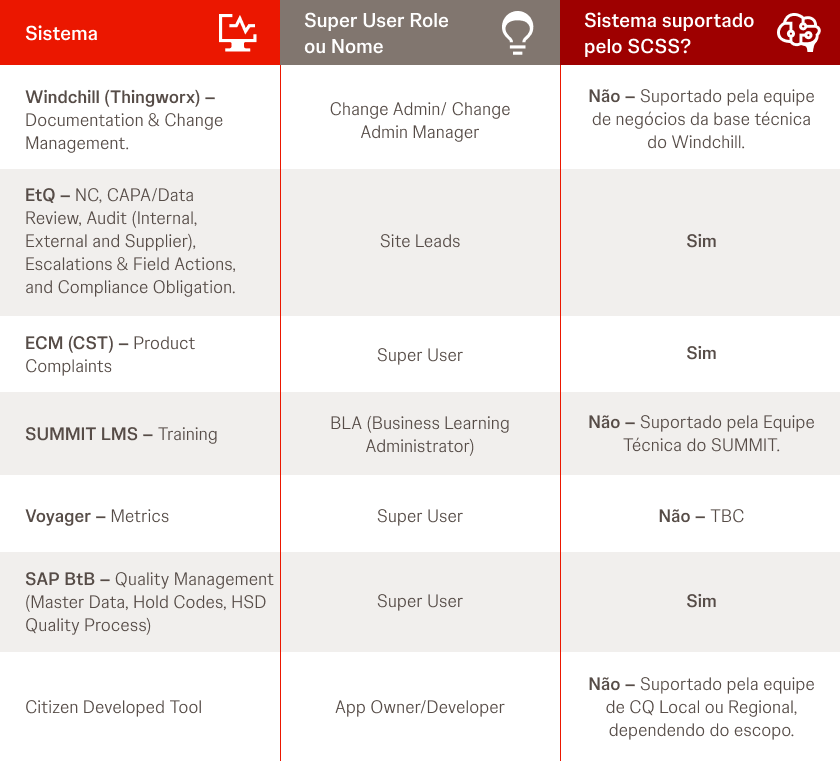 Sistema
Super User Role
ou Nome
Sistema suportado
pelo SCSS?
Windchill (Thingworx) –
Documentation & Change
Management.
Change Admin/ Change
Admin Manager
Não – Suportado pela equipe
de negócios da base técnica
do Windchill.
EtQ – NC, CAPA/Data
Review, Audit (Internal,
External and Supplier),
Escalations & Field Actions,
and Compliance Obligation.
Site Leads
Sim
ECM (CST) – Product
Complaints
Super User
Sim
SUMMIT LMS – Training
BLA (Business Learning
Administrator)
Não – Suportado pela Equipe
Técnica do SUMMIT.
Voyager – Metrics
Super User
Não – TBC
SAP BtB – Quality Management
(Master Data, Hold Codes, HSD
Quality Process)
Super User
Sim
Citizen Developed Tool
App Owner/Developer
Não – Suportado pela equipe
de CQ Local ou Regional,
dependendo do escopo.